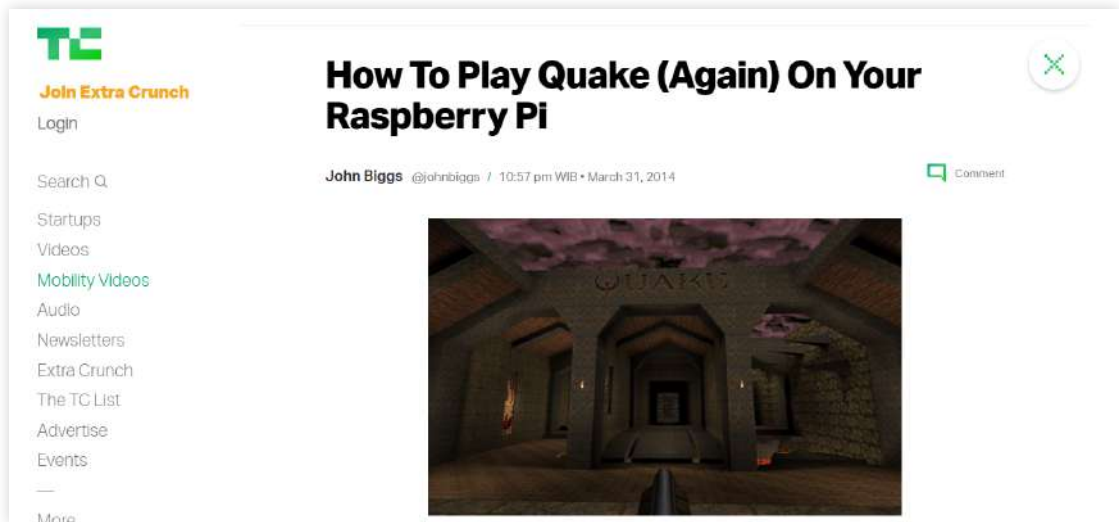 TC
Join Extra Crunch
Login
Search
Startups
Videos
Mobility Videos
Audio
Newsletters
Extra Crunch
The TC List
Advertise
Events
—
More
How To Play Quake (Again) On Your
Raspberry Pi
John Biggs @johnbiggs / 10:57 pm WIB • March 31, 2014
Comment
QUAKE